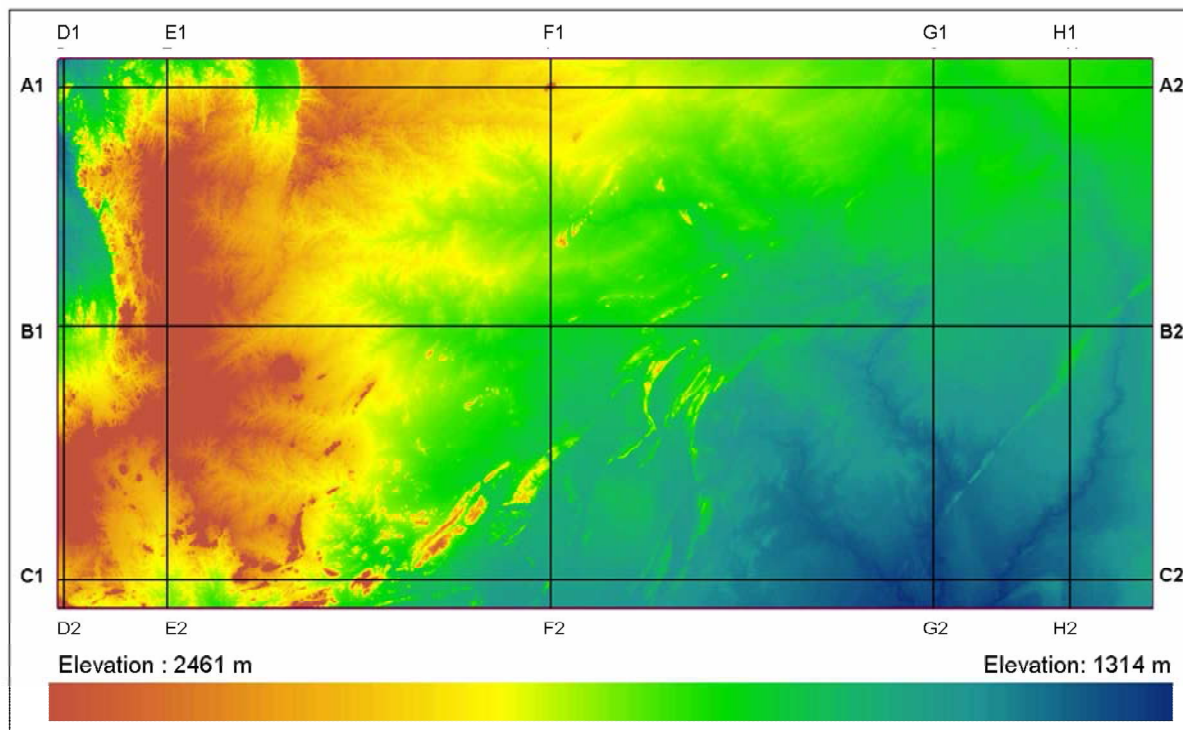 D1 E1 F1 G1 H1
A1 A2
B1 B2
C1 C2
D2 E2 F2 G2 H2
Elevation : 2461 m Elevation: 1314 m